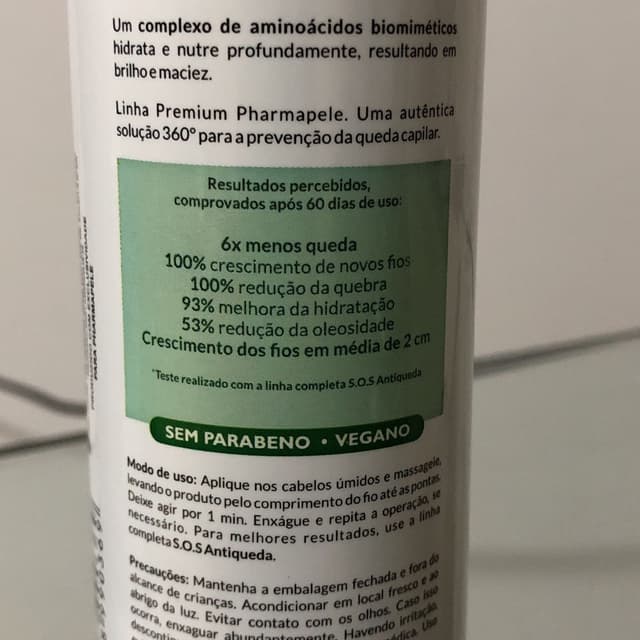 Um complexo de aminoácidos biomiméticos
hidrata e nutre profundamente, resultando em
brilho e maciez.
Linha Premium Pharmapele. Uma autêntica
solução 360° para a prevenção da queda capilar.
Resultados percebidos,
comprovados após 60 dias de uso:
6x menos queda
100% crescimento de novos fios
100% redução da quebra
93% melhora da hidratação
53% redução da oleosidade
Crescimento dos fios em média de 2 cm
*Teste realizado com a linha completa S.O.S Antiqueda
SEM PARABENO • VEGANO
Modo de uso: Aplique nos cabelos úmidos e massageie,
levando o produto pelo comprimento do fio até as pontas.
Deixe agir por 1 min. Enxágue e repita a operação, se
necessário. Para melhores resultados, use a linha
completa S.O.S Antiqueda.
Precauções: Mantenha a embalagem fechada e fora do
alcance de crianças. Acondicionar em local fresco e ao
abrigo da luz. Evitar contato com os olhos. Caso isso
ocorra, enxaguar abundantemente. Havendo irritação,
PARA PHARMAPELE